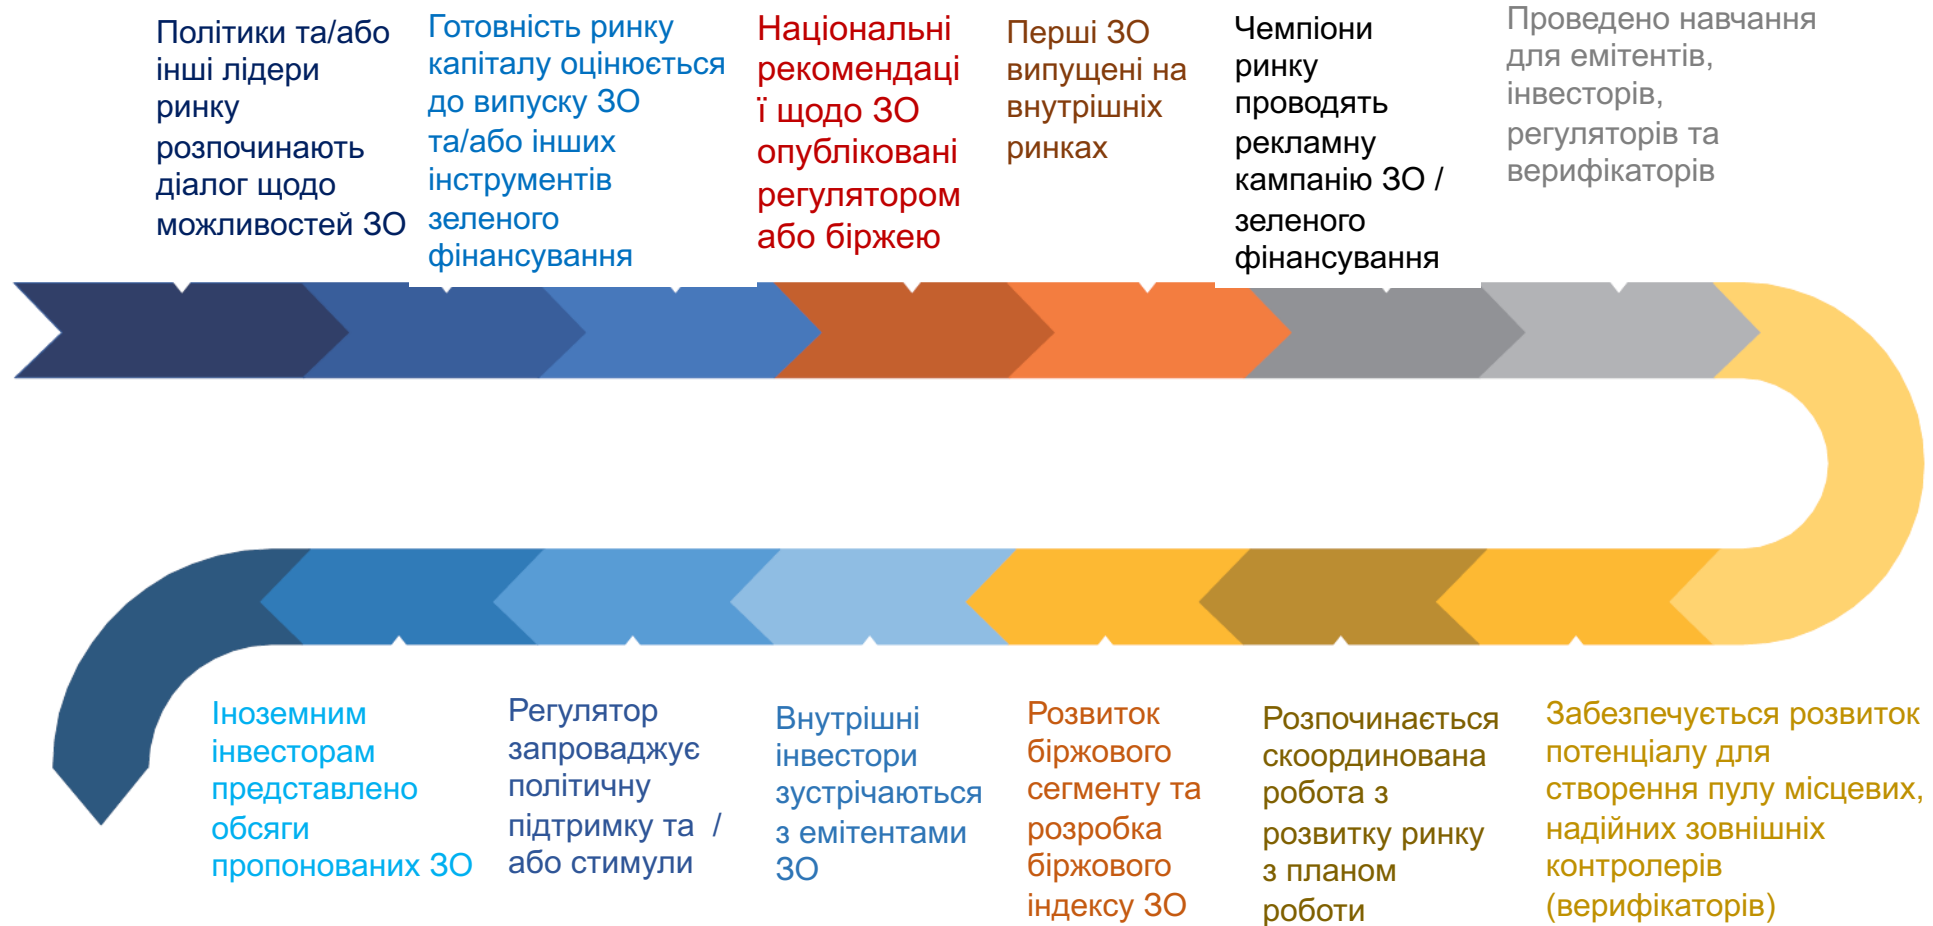 Політики та/або
інші лідери
ринку
розпочинають
діалог щодо
можливостей ЗО
Готовність ринку
капіталу оцінюється
до випуску ЗО
та/або інших
інструментів
зеленого
фінансування
Національні
рекомендаці
ї щодо ЗО
опубліковані
регулятором
або біржею
Перші ЗО
випущені на
внутрішніх
ринках
Чемпіони
ринку
проводять
рекламну
кампанію ЗО /
зеленого
фінансування
Проведено навчання
для емітентів,
інвесторів,
регуляторів та
верифікаторів
Іноземним
інвесторам
представлено
обсяги
пропонованих ЗО
Регулятор
запроваджує
політичну
підтримку та /
або стимули
Внутрішні
інвестори
зустрічаються
з емітентами
ЗО
Розвиток
біржового
сегменту та
розробка
біржового
індексу ЗО
Розпочинається
скоординована
робота з
розвитку ринку
з планом
роботи
Забезпечується розвиток
потенціалу для
створення пулу місцевих,
надійних зовнішніх
контролерів
(верифікаторів)